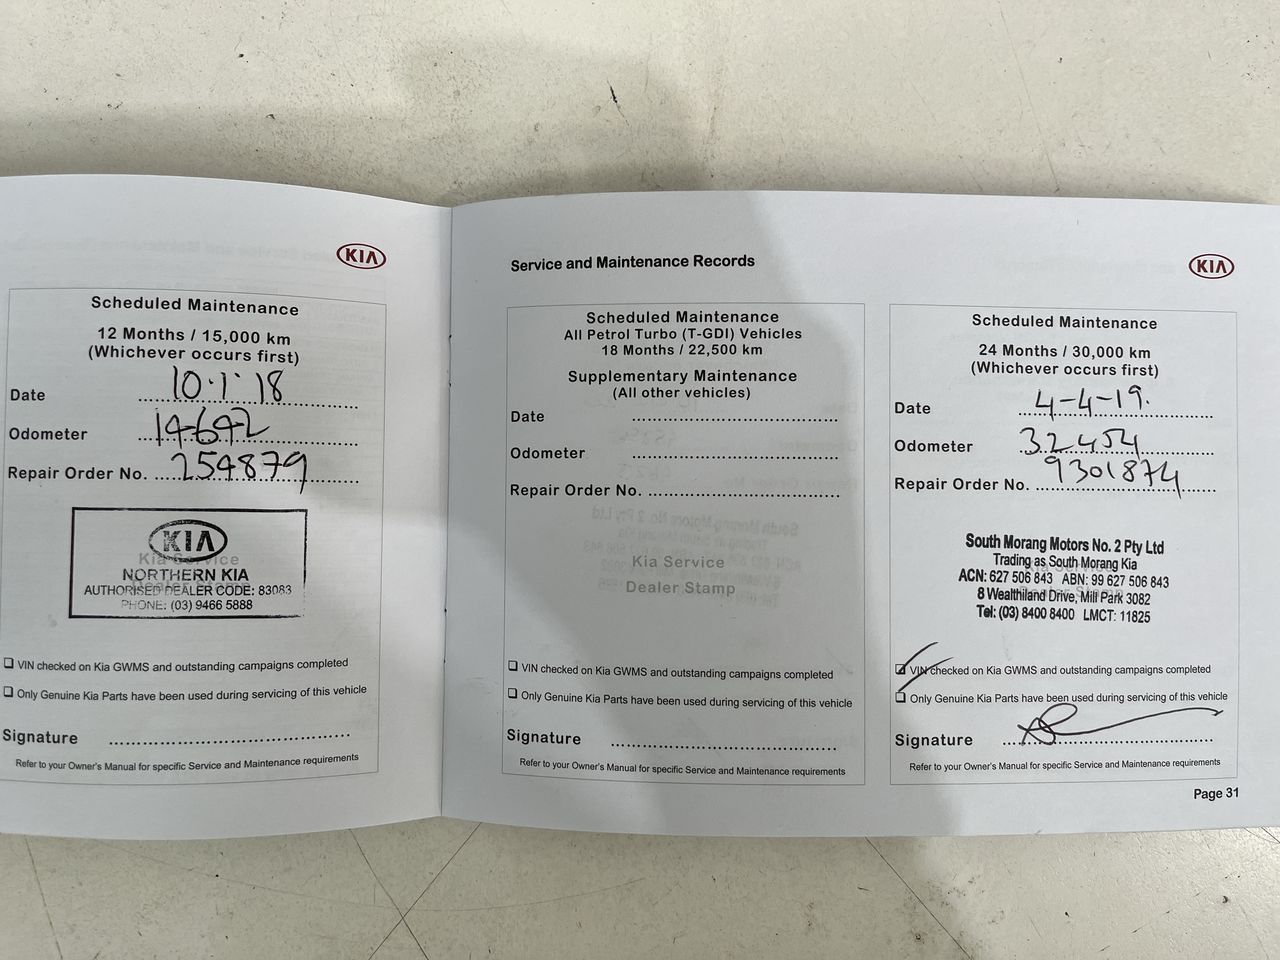 KIA
Scheduled Maintenance
12 Months / 15,000 km
(Whichever occurs first)
Date 10·1·18
Odometer 14642
Repair Order No. 254879
KIA
Kia Service
NORTHERN KIA
Dealer Stamp
AUTHORISED DEALER CODE: 83083
PHONE: (03) 9466 5888
VIN checked on Kia GWMS and outstanding campaigns completed
Only Genuine Kia Parts have been used during servicing of this vehicle
Signature
Refer to your Owner's Manual for specific Service and Maintenance requirements
Service and Maintenance Records
Scheduled Maintenance
All Petrol Turbo (T-GDI) Vehicles
18 Months / 22,500 km
Supplementary Maintenance
(All other vehicles)
Date
Odometer
Repair Order No.
Kia Service
Dealer Stamp
VIN checked on Kia GWMS and outstanding campaigns completed
Only Genuine Kia Parts have been used during servicing of this vehicle
Signature
Refer to your Owner's Manual for specific Service and Maintenance requirements
KIA
Scheduled Maintenance
24 Months / 30,000 km
(Whichever occurs first)
Date 4-4-19.
Odometer 32454
Repair Order No. 9301874
South Morang Motors No. 2 Pty Ltd
Trading as South Morang Kia
ACN: 627 506 843 ABN: 99 627 506 843
8 Wealthiland Drive, Mill Park 3082
Tel: (03) 8400 8400 LMCT: 11825
VIN checked on Kia GWMS and outstanding campaigns completed
Only Genuine Kia Parts have been used during servicing of this vehicle
Signature
Refer to your Owner's Manual for specific Service and Maintenance requirements
Page 31